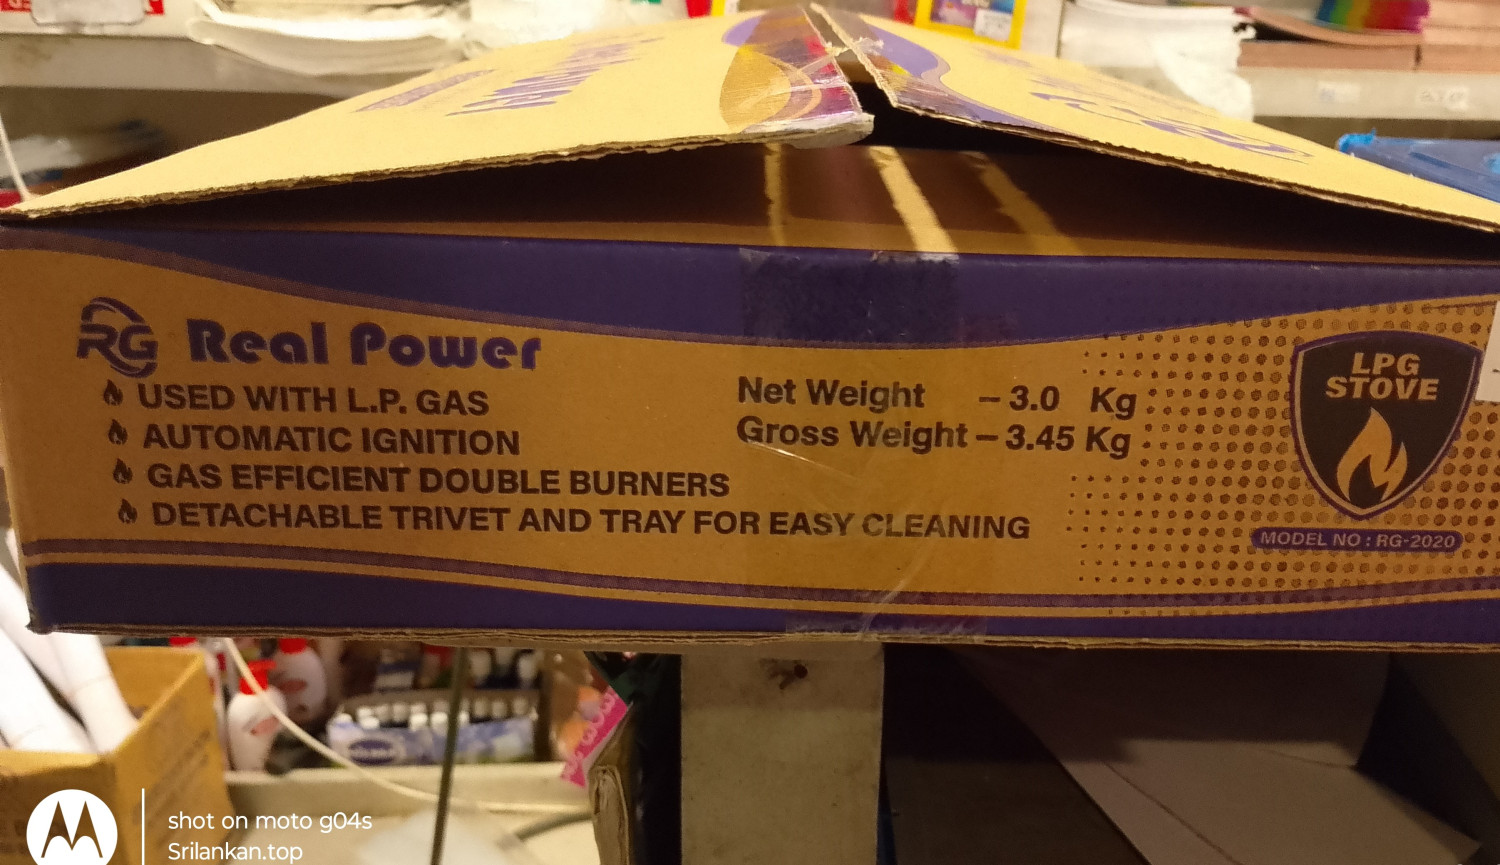 RG Real Power
USED WITH L.P. GAS
AUTOMATIC IGNITION
GAS EFFICIENT DOUBLE BURNERS
DETACHABLE TRIVET AND TRAY FOR EASY CLEANING
Net Weight – 3.0 Kg
Gross Weight – 3.45 Kg
LPG
STOVE
MODEL NO : RG-2020
shot on moto g04s
Srilankan.top